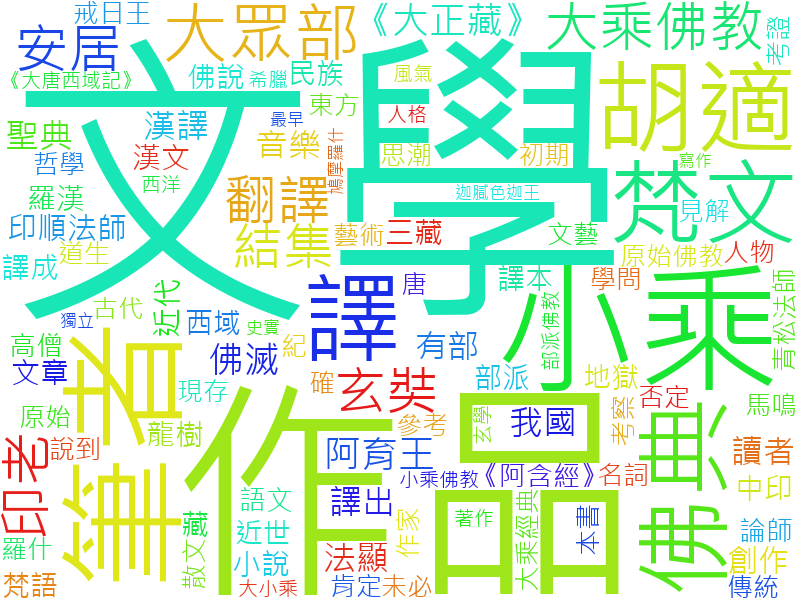 戒日王
《大正藏》
大乘佛教
考證
安居
大眾部
《大唐西域記》
佛說
希臘
民族
風氣
胡適
文學
聖典
漢譯
東方
最早
人格
音樂
哲學
漢文
鳩摩羅什
思潮
初期
寫作
羅漢
西洋
翻譯
迦膩色迦王
梵文
見解
印順法師
道生
結集
藝術
三藏
文藝
原始佛教
人物
譯成
譯
唐
譯本
學問
小乘
青松法師
近代
古代
獨立
西域
史實
部派佛教
高僧
筆者
佛滅
紀
有部
文章
現存
確
玄奘
部派
地獄
否定
原始
作品
玄學
我國
考察
佛典
馬鳴
印老
說到
龍樹
參考
阿育王
讀者
小乘佛教
《阿含經》
名詞
中印
語文
譯出
藏
散文
近世
作家
著作
大乘經典
本書
論師
羅什
小說
法顯
創作
梵語
大小乘
肯定
未必
傳統